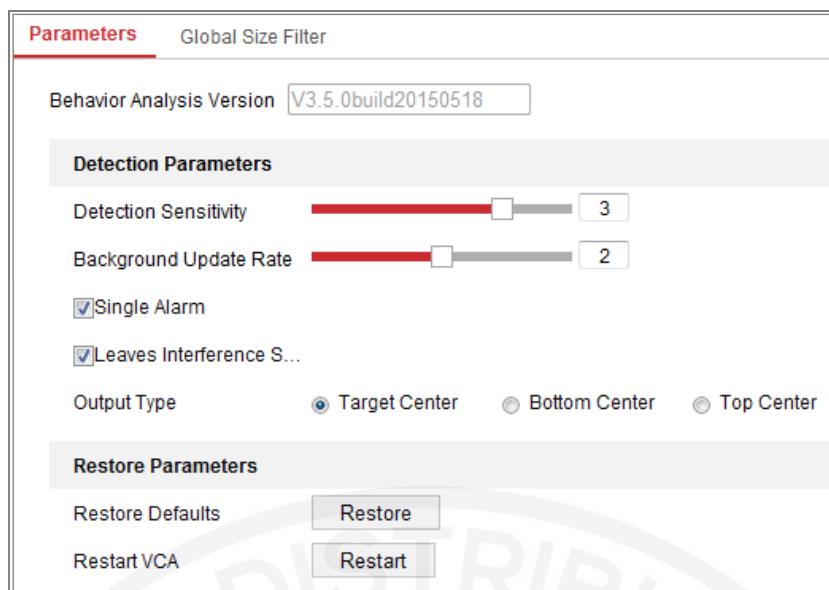 Parameters Global Size Filter
Behavior Analysis Version V3.5.0build20150518
Detection Parameters
Detection Sensitivity 3
Background Update Rate 2
Single Alarm
Leaves Interference S...
Output Type Target Center Bottom Center Top Center
Restore Parameters
Restore Defaults Restore
Restart VCA Restart